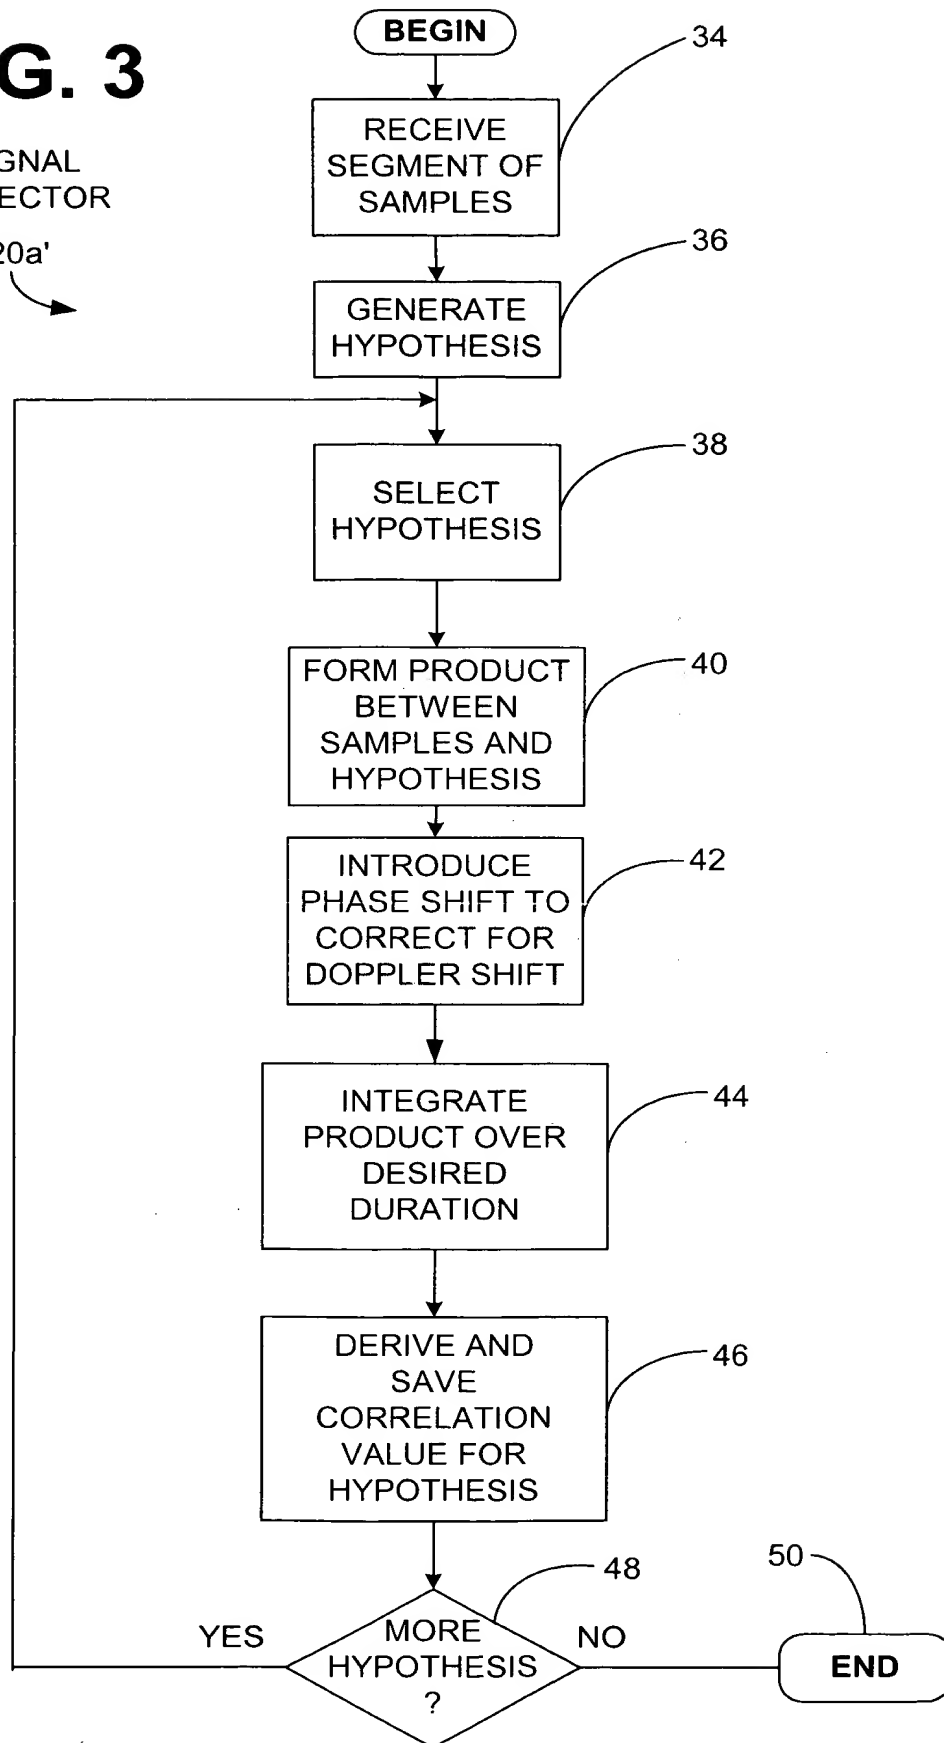 G. 3
GNAL
ECTOR
20a'
BEGIN
34
RECEIVE
SEGMENT OF
SAMPLES
36
GENERATE
HYPOTHESIS
38
SELECT
HYPOTHESIS
40
FORM PRODUCT
BETWEEN
SAMPLES AND
HYPOTHESIS
42
INTRODUCE
PHASE SHIFT TO
CORRECT FOR
DOPPLER SHIFT
44
INTEGRATE
PRODUCT OVER
DESIRED
DURATION
46
DERIVE AND
SAVE
CORRELATION
VALUE FOR
HYPOTHESIS
48
50
YES
MORE
HYPOTHESIS
?
NO
END